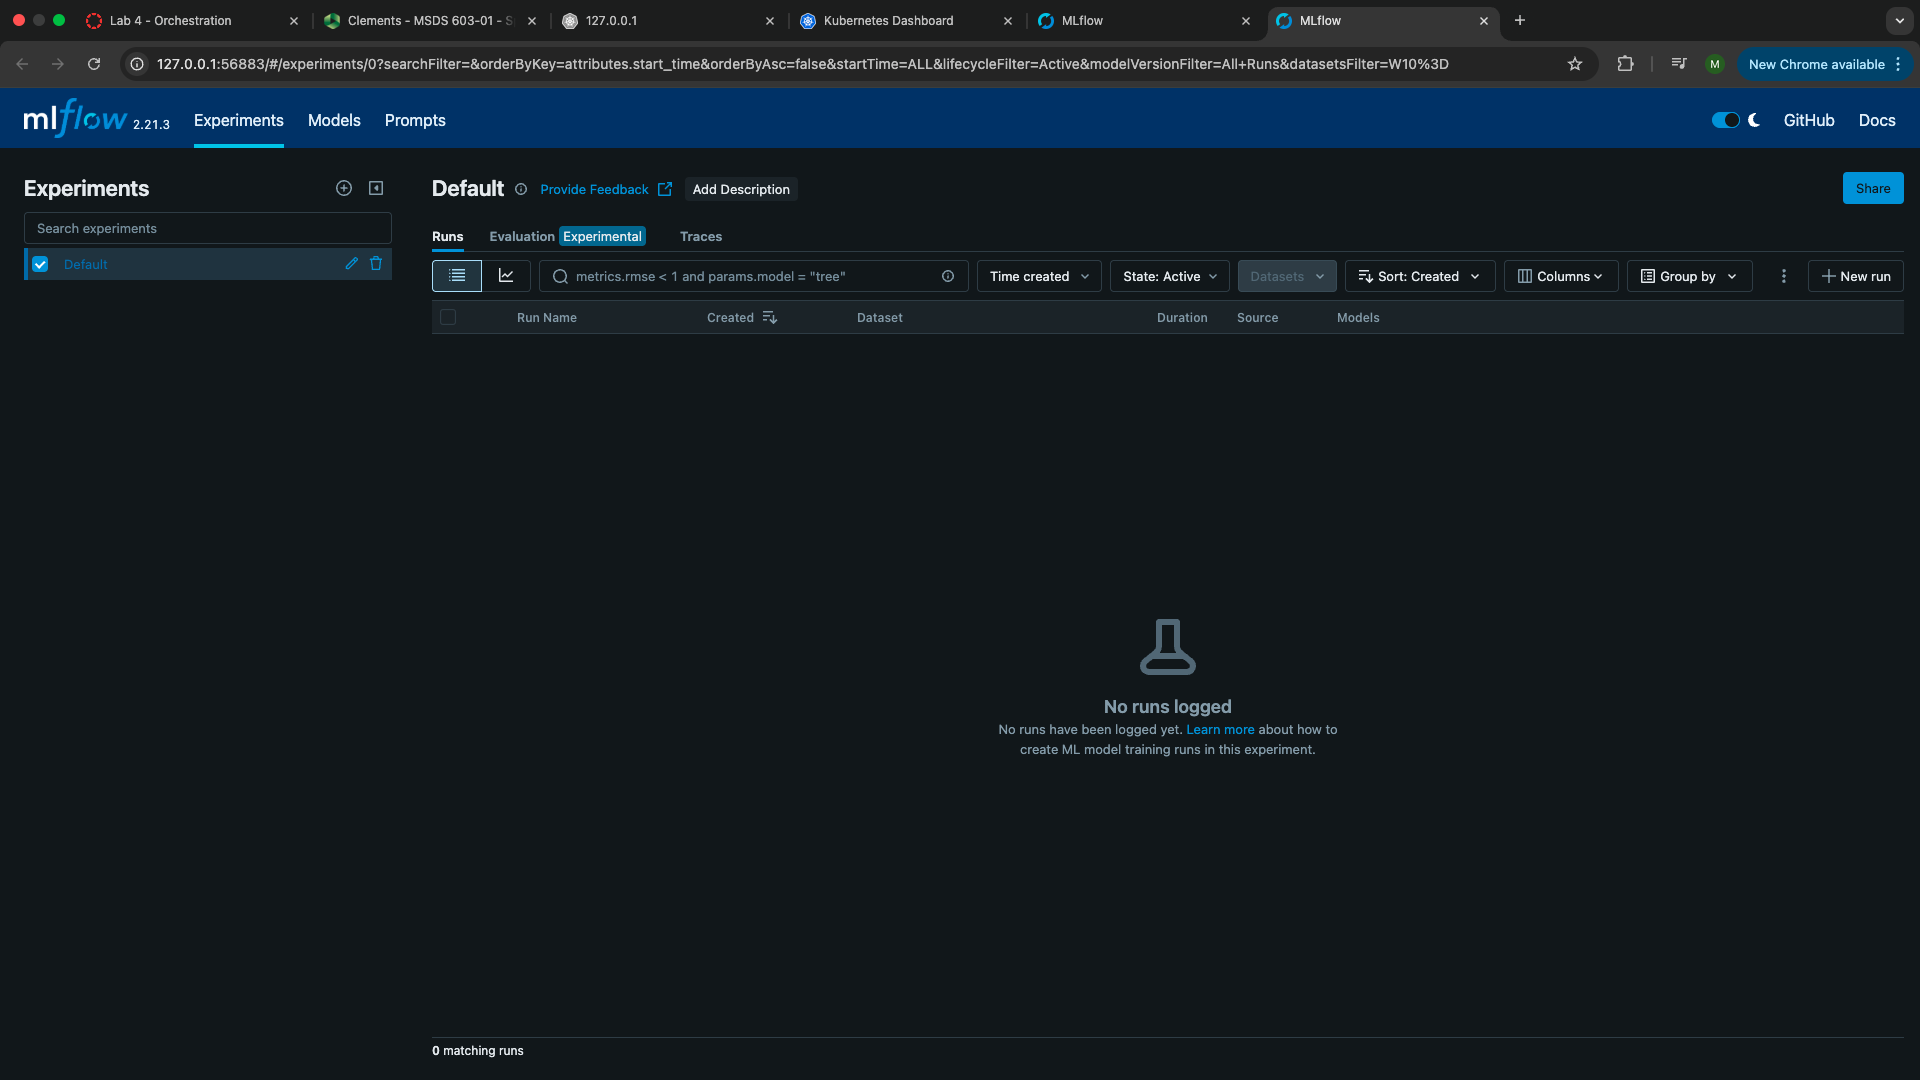 Lab 4 - Orchestration
Clements - MSDS 603-01 - S
127.0.0.1
Kubernetes Dashboard
MLflow
MLflow
127.0.0.1:56883/#/experiments/0?searchFilter=&orderByKey=attributes.start_time&orderByAsc=false&startTime=ALL&lifecycleFilter=Active&modelVersionFilter=All+Runs&datasetsFilter=W10%3D
M
New Chrome available
mlflow 2.21.3
Experiments
Models
Prompts
GitHub
Docs
Experiments
Search experiments
Default
Default
Provide Feedback
Add Description
Share
Runs
Evaluation Experimental
Traces
metrics.rmse < 1 and params.model = "tree"
Time created
State: Active
Datasets
Sort: Created
Columns
Group by
New run
Run Name
Created
Dataset
Duration
Source
Models
No runs logged
No runs have been logged yet. Learn more about how to
create ML model training runs in this experiment.
0 matching runs